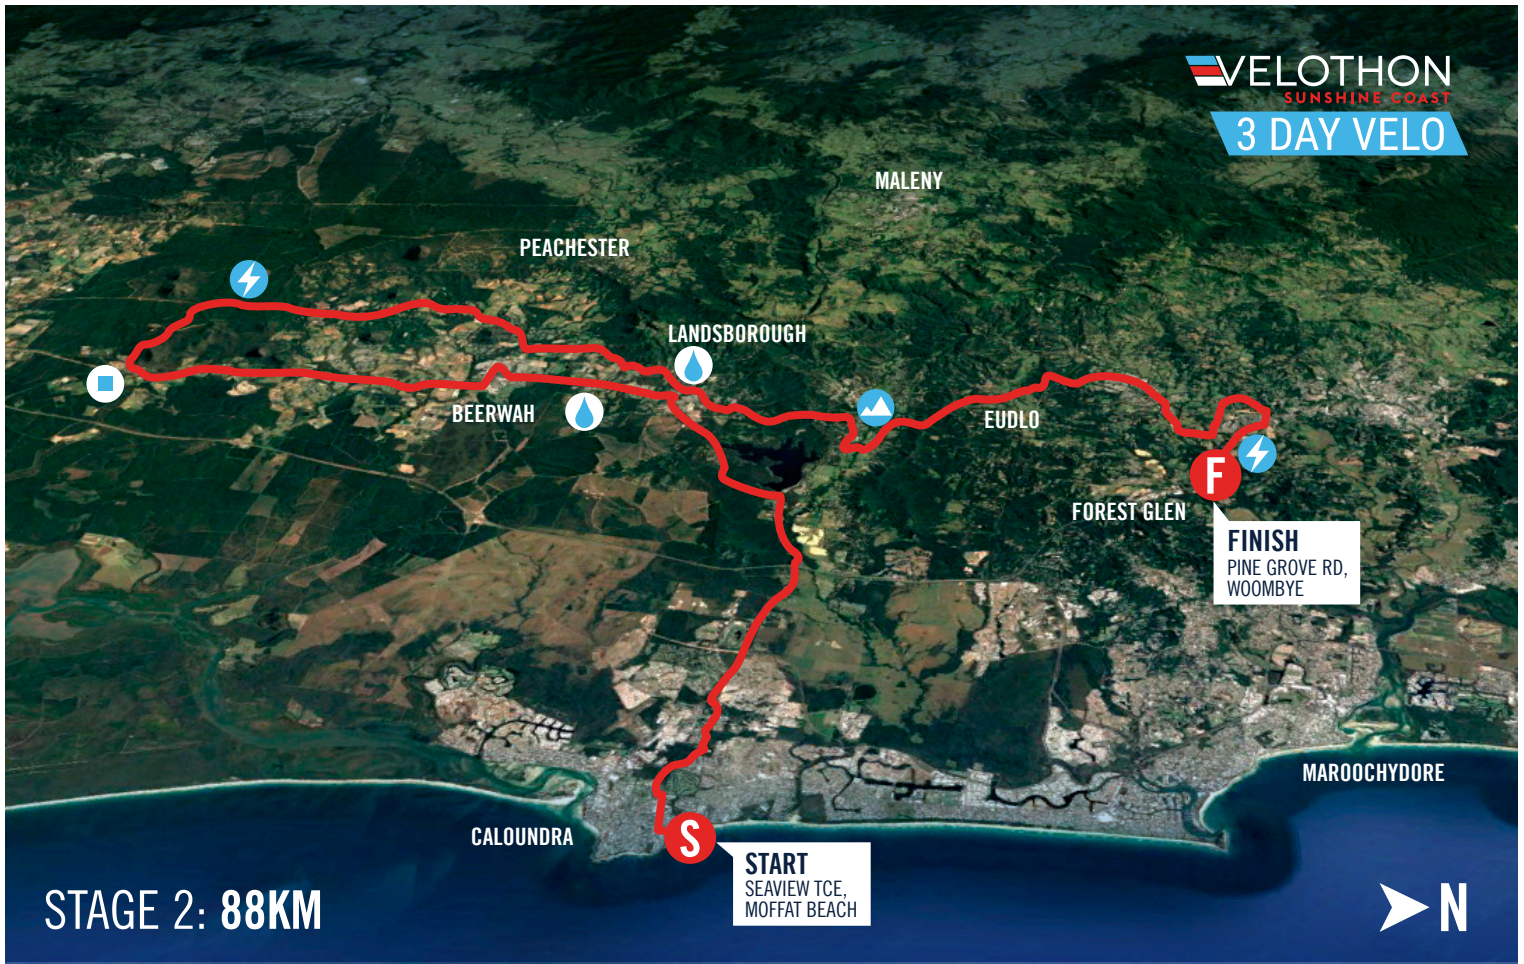 VELOTHON
SUNSHINE COAST
3 DAY VELO
MALENY
PEACHESTER
LANDSBOROUGH
BEERWAH
EUDLO
F
FOREST GLEN
FINISH
PINE GROVE RD,
WOOMBYE
MAROOCHYDORE
CALOUNDRA
S
START
SEAVIEW TCE,
MOFFAT BEACH
STAGE 2: 88KM
N